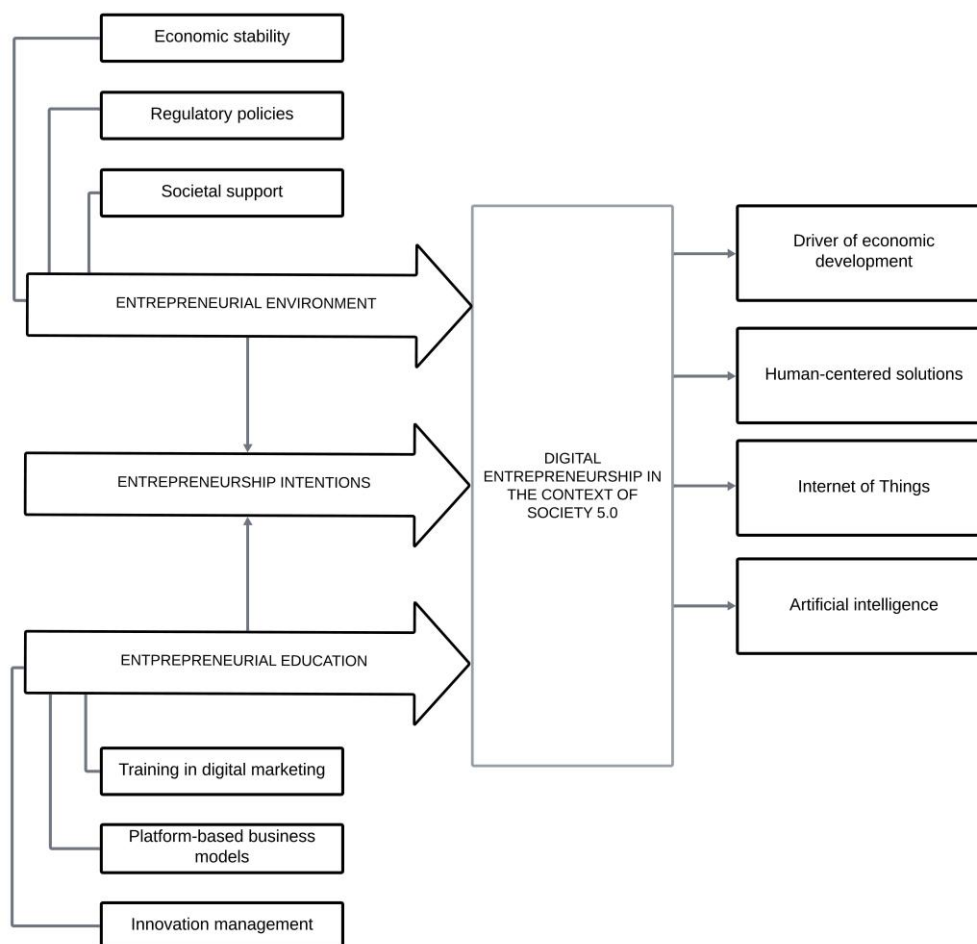 Economic stability
Regulatory policies
Societal support
ENTREPRENEURIAL ENVIRONMENT
ENTREPRENEURSHIP INTENTIONS
ENTPREPRENEURIAL EDUCATION
Training in digital marketing
Platform-based business
models
Innovation management
DIGITAL
ENTREPRENEURSHIP IN
THE CONTEXT OF
SOCIETY 5.0
Driver of economic
development
Human-centered solutions
Internet of Things
Artificial intelligence